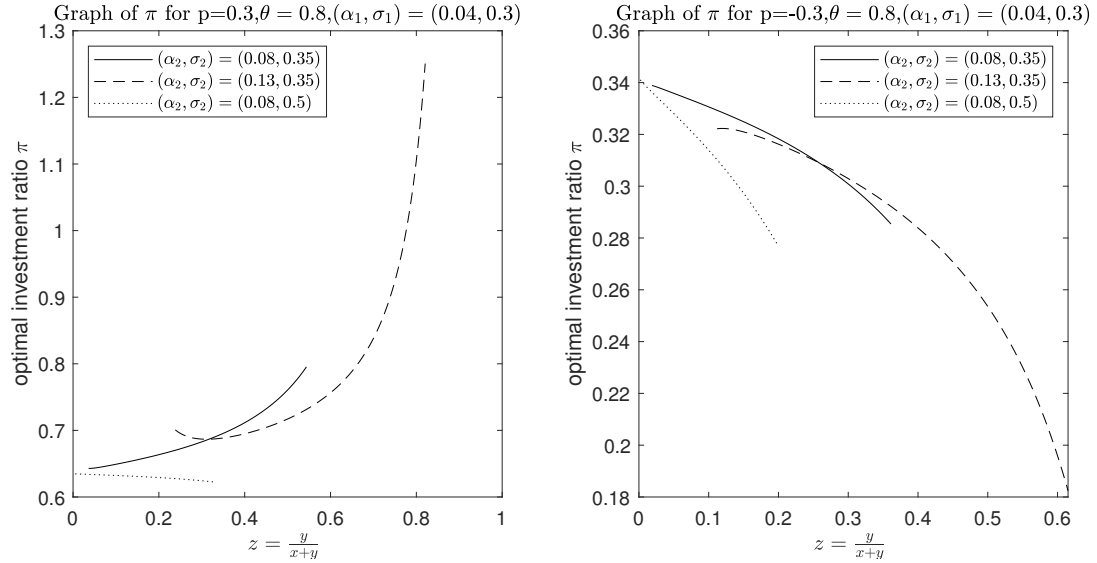 Graph of π for p=0.3,θ = 0.8,(α₁, σ₁) = (0.04, 0.3)
1.3
1.2
1.1
1
0.9
0.8
0.7
0.6
optimal investment ratio π
(α₂, σ₂) = (0.08, 0.35)
(α₂, σ₂) = (0.13, 0.35)
(α₂, σ₂) = (0.08, 0.5)
0 0.2 0.4 0.6 0.8 1
z = y/(x+y)
Graph of π for p=-0.3,θ = 0.8,(α₁, σ₁) = (0.04, 0.3)
0.36
0.34
0.32
0.3
0.28
0.26
0.24
0.22
0.2
0.18
optimal investment ratio π
(α₂, σ₂) = (0.08, 0.35)
(α₂, σ₂) = (0.13, 0.35)
(α₂, σ₂) = (0.08, 0.5)
0 0.1 0.2 0.3 0.4 0.5 0.6
z = y/(x+y)